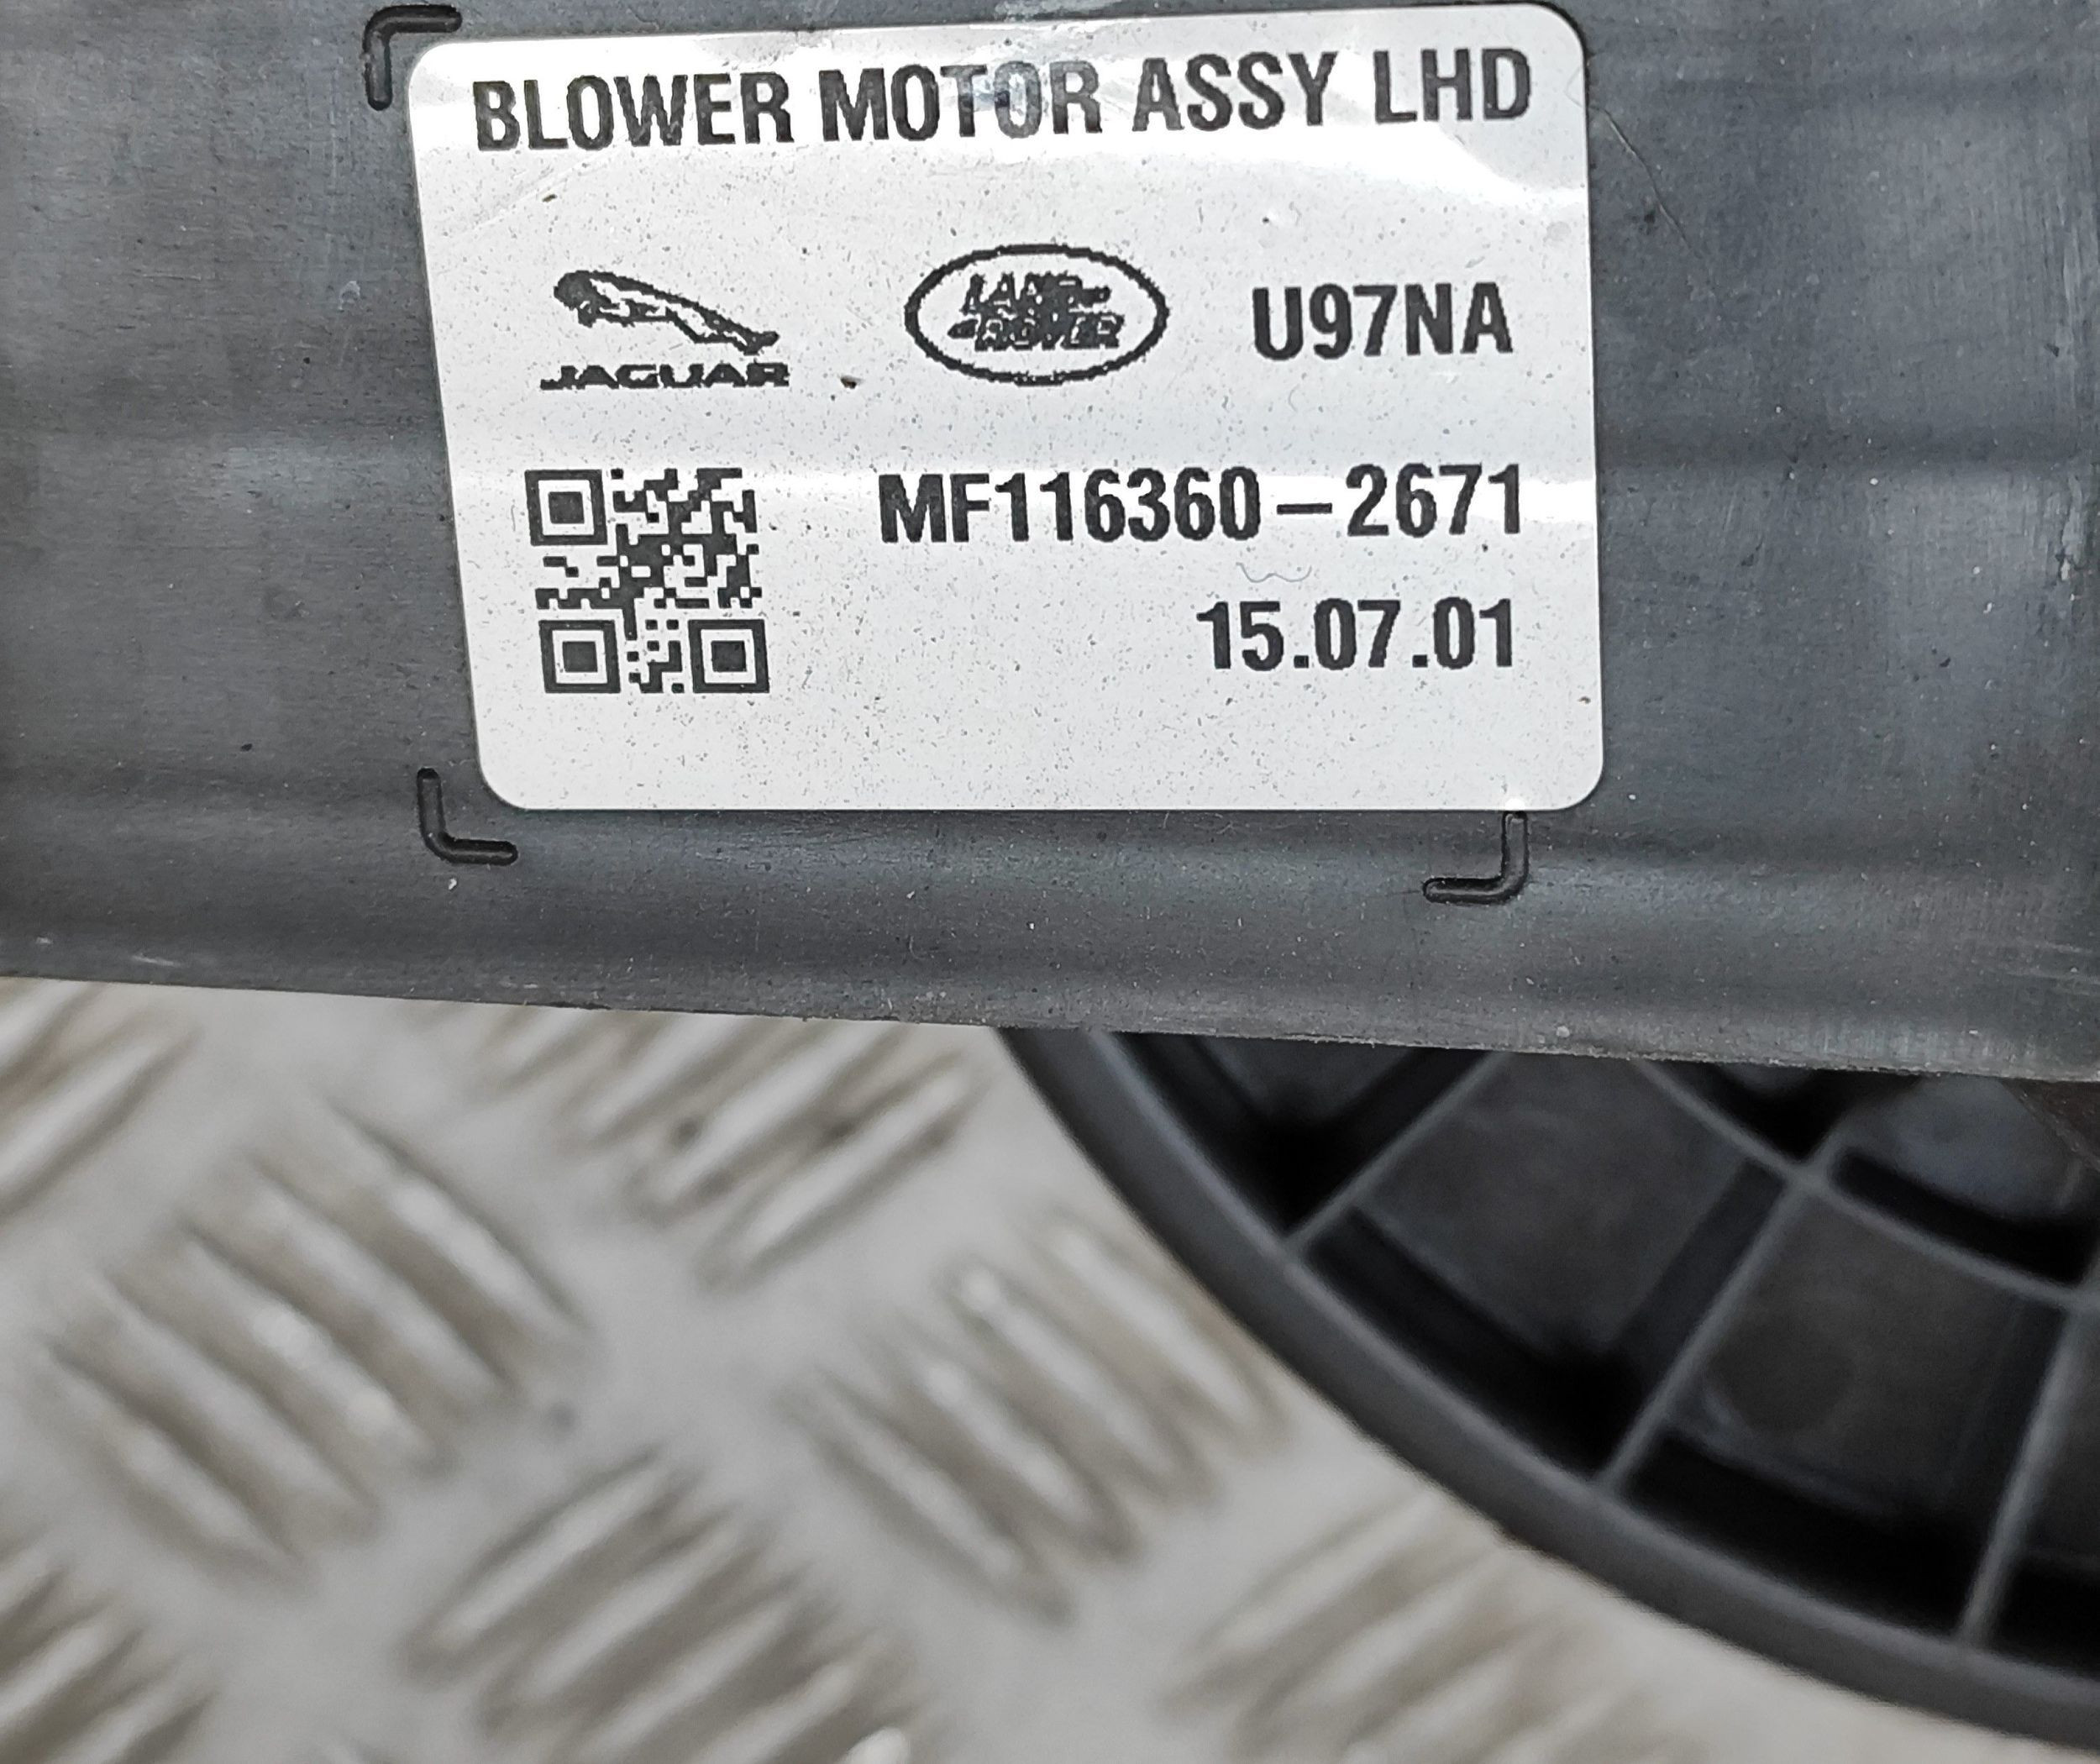 BLOWER MOTOR ASSY LHD
JAGUAR LAND ROVER U97NA
MF116360-2671
15.07.01